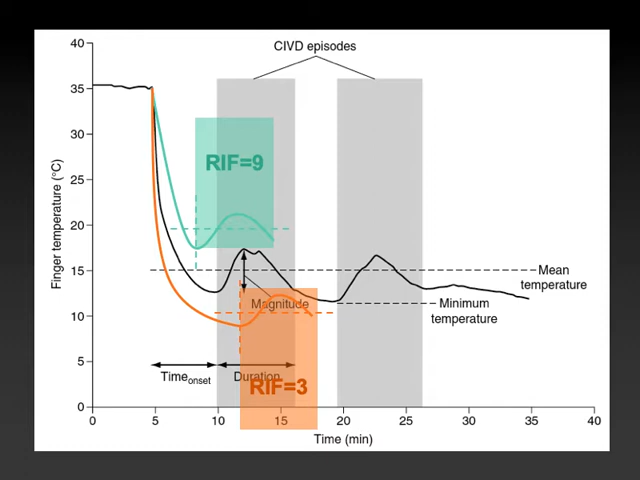 CIVD episodes
40
35
30
25
20
15
10
5
0
Finger temperature (°C)
RIF=9
Mean
temperature
Magnitude
Minimum
temperature
Timeonset
Duration
RIF=3
0 5 10 15 20 25 30 35 40
Time (min)